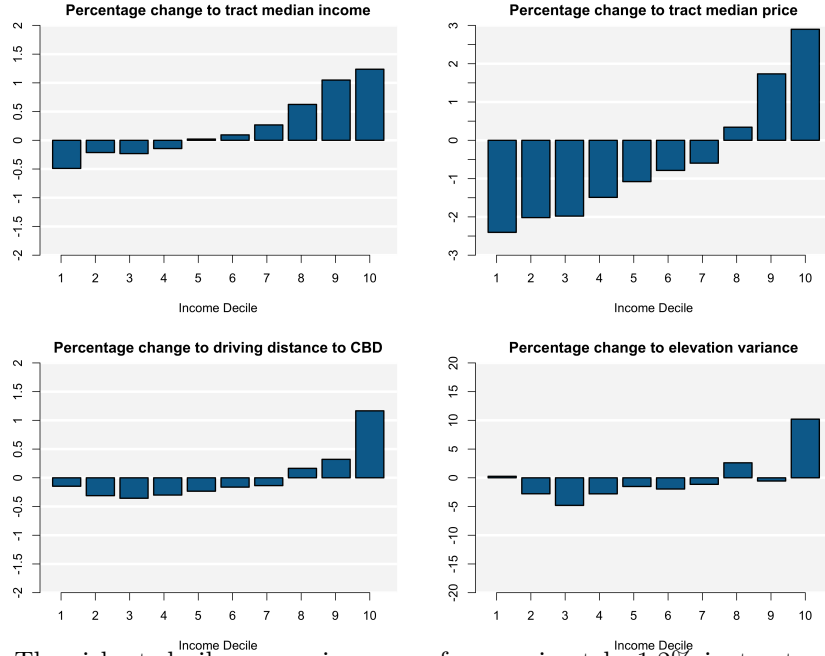 Percentage change to tract median income
2
1.5
1
0.5
0
-0.5
-1
-1.5
-2
1 2 3 4 5 6 7 8 9 10
Income Decile
Percentage change to tract median price
3
2
1
0
-1
-2
-3
1 2 3 4 5 6 7 8 9 10
Income Decile
Percentage change to driving distance to CBD
2
1.5
1
0.5
0
-0.5
-1
-1.5
-2
1 2 3 4 5 6 7 8 9 10
Income Decile
Percentage change to elevation variance
20
15
10
5
0
-5
-10
-15
-20
1 2 3 4 5 6 7 8 9 10
Income Decile